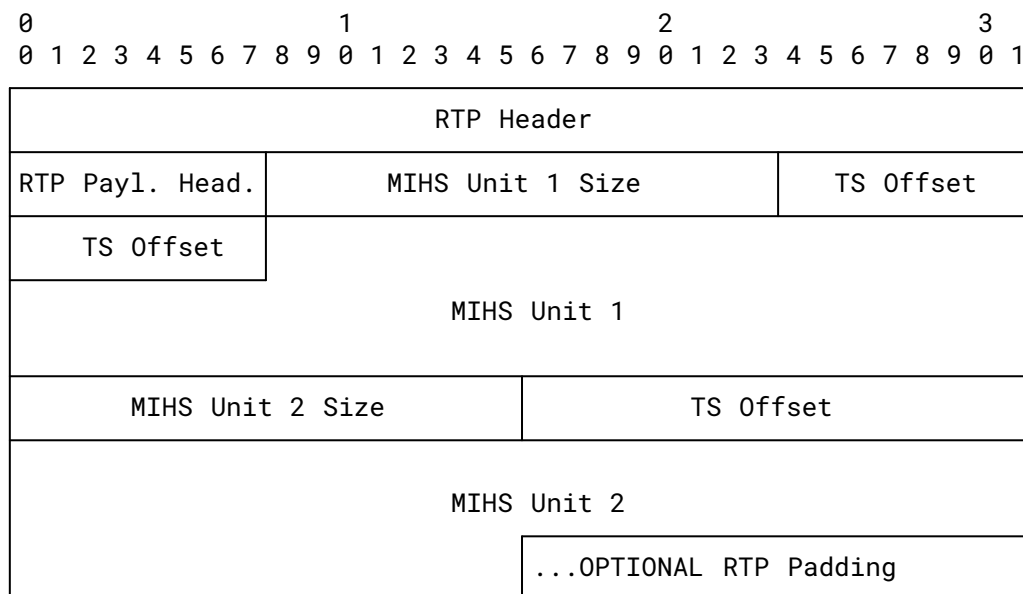 0 1 2 3
0 1 2 3 4 5 6 7 8 9 0 1 2 3 4 5 6 7 8 9 0 1 2 3 4 5 6 7 8 9 0 1
RTP Header
RTP Payl. Head. MIHS Unit 1 Size TS Offset
TS Offset
MIHS Unit 1
MIHS Unit 2 Size TS Offset
MIHS Unit 2
...OPTIONAL RTP Padding